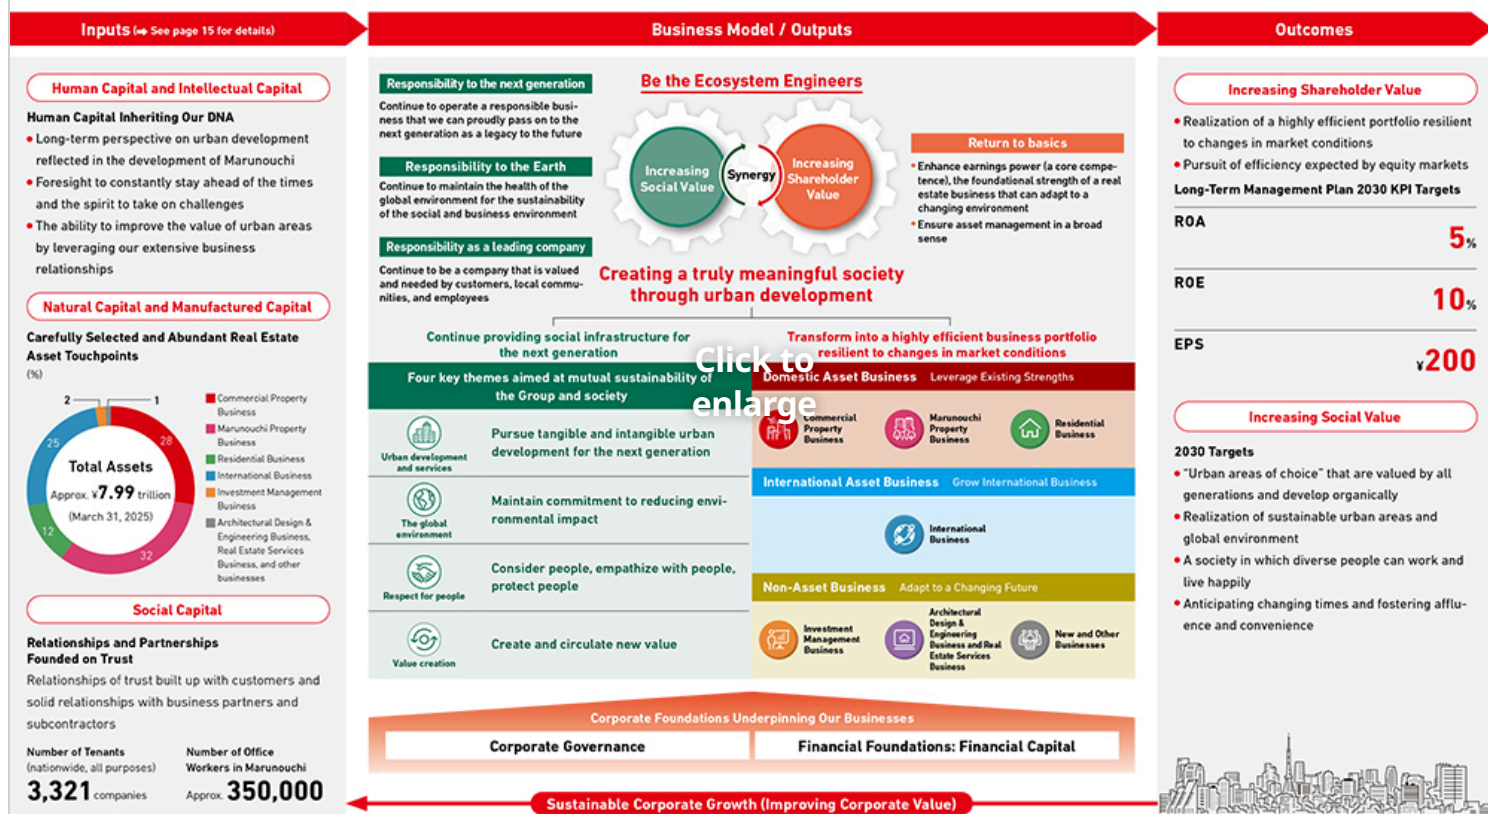 Inputs (➡ See page 15 for details)
Business Model / Outputs
Outcomes
Human Capital and Intellectual Capital
Human Capital Inheriting Our DNA
• Long-term perspective on urban development
reflected in the development of Marunouchi
• Foresight to constantly stay ahead of the times
and the spirit to take on challenges
• The ability to improve the value of urban areas
by leveraging our extensive business
relationships
Natural Capital and Manufactured Capital
Carefully Selected and Abundant Real Estate
Asset Touchpoints
(%)
2
1
28
25
12
32
Total Assets
Approx. ¥7.99 trillion
(March 31, 2025)
Commercial Property
Business
Marunouchi Property
Business
Residential Business
International Business
Investment Management
Business
Architectural Design &
Engineering Business,
Real Estate Services
Business, and other
businesses
Social Capital
Relationships and Partnerships
Founded on Trust
Relationships of trust built up with customers and
solid relationships with business partners and
subcontractors
Number of Tenants
(nationwide, all purposes)
3,321 companies
Number of Office
Workers in Marunouchi
Approx. 350,000
Responsibility to the next generation
Continue to operate a responsible busi-
ness that we can proudly pass on to the
next generation as a legacy to the future
Responsibility to the Earth
Continue to maintain the health of the
global environment for the sustainability
of the social and business environment
Responsibility as a leading company
Continue to be a company that is valued
and needed by customers, local commu-
nities, and employees
Be the Ecosystem Engineers
Increasing
Social Value
Synergy
Increasing
Shareholder
Value
Return to basics
• Enhance earnings power (a core compe-
tence), the foundational strength of a real
estate business that can adapt to a
changing environment
• Ensure asset management in a broad
sense
Creating a truly meaningful society
through urban development
Continue providing social infrastructure for
the next generation
Transform into a highly efficient business portfolio
resilient to changes in market conditions
Click to
enlarge
Four key themes aimed at mutual sustainability of
the Group and society
Urban development
and services
Pursue tangible and intangible urban
development for the next generation
The global
environment
Maintain commitment to reducing envi-
ronmental impact
Respect for people
Consider people, empathize with people,
protect people
Value creation
Create and circulate new value
Domestic Asset Business Leverage Existing Strengths
Commercial
Property
Business
Marunouchi
Property
Business
Residential
Business
International Asset Business Grow International Business
International
Business
Non-Asset Business Adapt to a Changing Future
Investment
Management
Business
Architectural
Design &
Engineering
Business and Real
Estate Services
Business
New and Other
Businesses
Corporate Foundations Underpinning Our Businesses
Corporate Governance
Financial Foundations: Financial Capital
Sustainable Corporate Growth (Improving Corporate Value)
Increasing Shareholder Value
• Realization of a highly efficient portfolio resilient
to changes in market conditions
• Pursuit of efficiency expected by equity markets
Long-Term Management Plan 2030 KPI Targets
ROA
5%
ROE
10%
EPS
¥200
Increasing Social Value
2030 Targets
• "Urban areas of choice" that are valued by all
generations and develop organically
• Realization of sustainable urban areas and
global environment
• A society in which diverse people can work and
live happily
• Anticipating changing times and fostering afflu-
ence and convenience